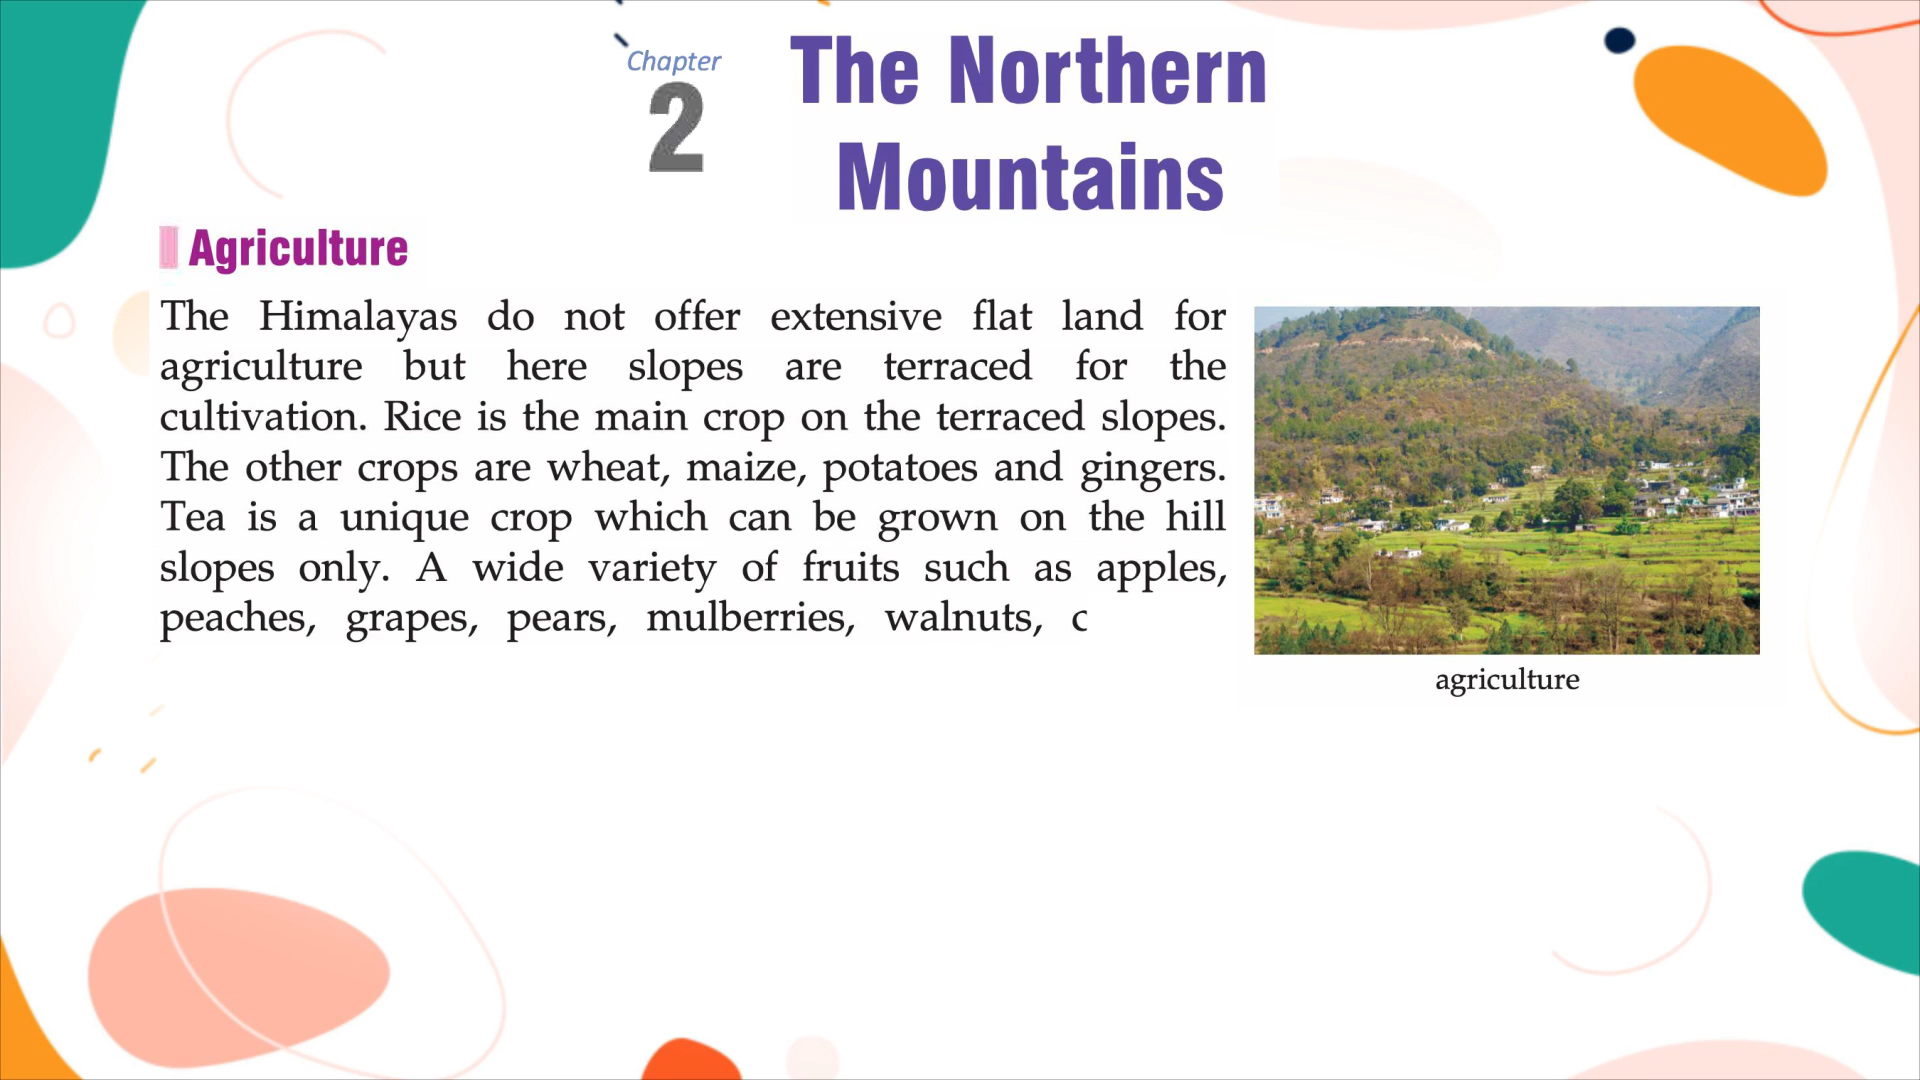 Chapter
2
The Northern
Mountains
Agriculture
The Himalayas do not offer extensive flat land for
agriculture but here slopes are terraced for the
cultivation. Rice is the main crop on the terraced slopes.
The other crops are wheat, maize, potatoes and gingers.
Tea is a unique crop which can be grown on the hill
slopes only. A wide variety of fruits such as apples,
peaches, grapes, pears, mulberries, walnuts, c
agriculture